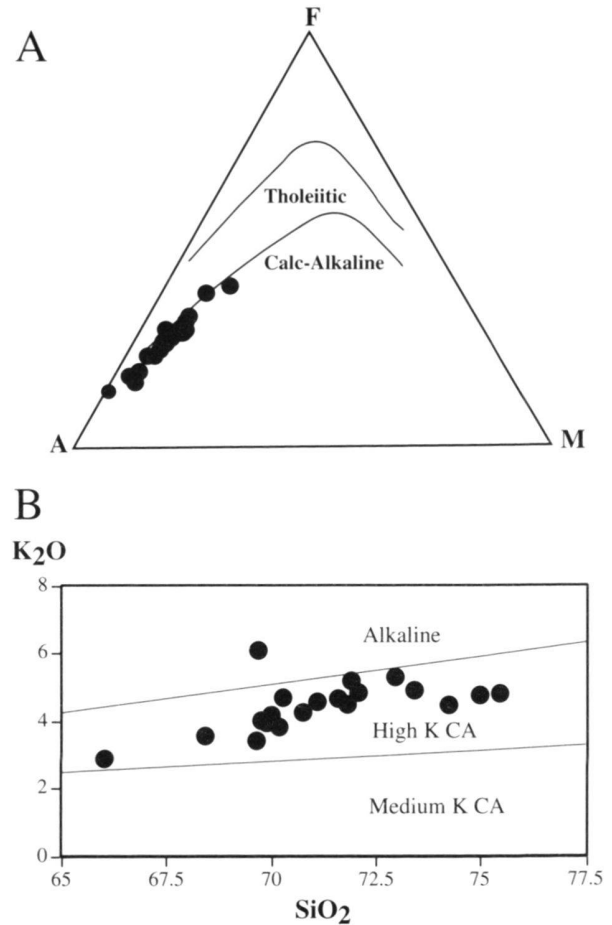 A
F
Tholeiitic
Calc-Alkaline
A
M
B
K₂O
8
Alkaline
6
4
High K CA
2
Medium K CA
0
65 67.5 70 72.5 75 77.5
SiO₂